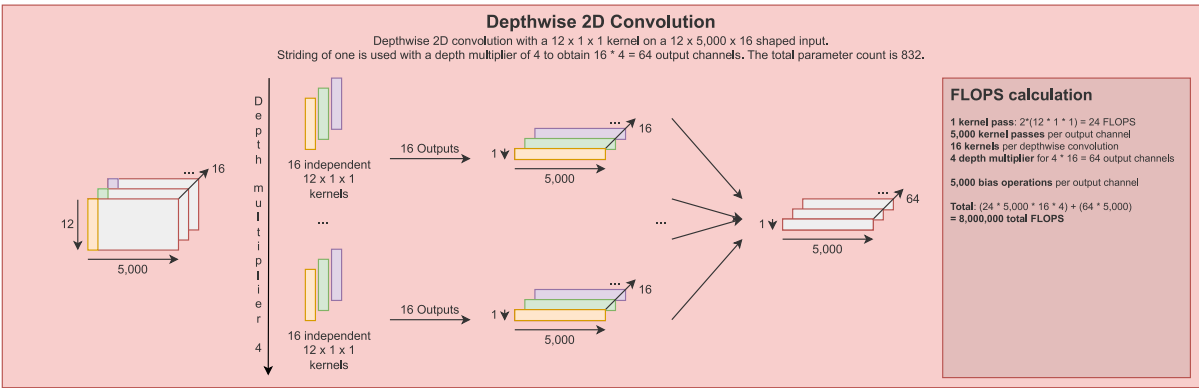 Depthwise 2D Convolution
Depthwise 2D convolution with a 12 x 1 x 1 kernel on a 12 x 5,000 x 16 shaped input.
Striding of one is used with a depth multiplier of 4 to obtain 16 * 4 = 64 output channels. The total parameter count is 832.
...
16
12
5,000
Depth multiplier 4
16 independent
12 x 1 x 1
kernels
...
16 independent
12 x 1 x 1
kernels
16 Outputs
16 Outputs
...
16
1
5,000
...
...
16
1
5,000
...
64
1
5,000
FLOPS calculation
1 kernel pass: 2*(12 * 1 * 1) = 24 FLOPS
5,000 kernel passes per output channel
16 kernels per depthwise convolution
4 depth multiplier for 4 * 16 = 64 output channels
5,000 bias operations per output channel
Total: (24 * 5,000 * 16 * 4) + (64 * 5,000)
= 8,000,000 total FLOPS